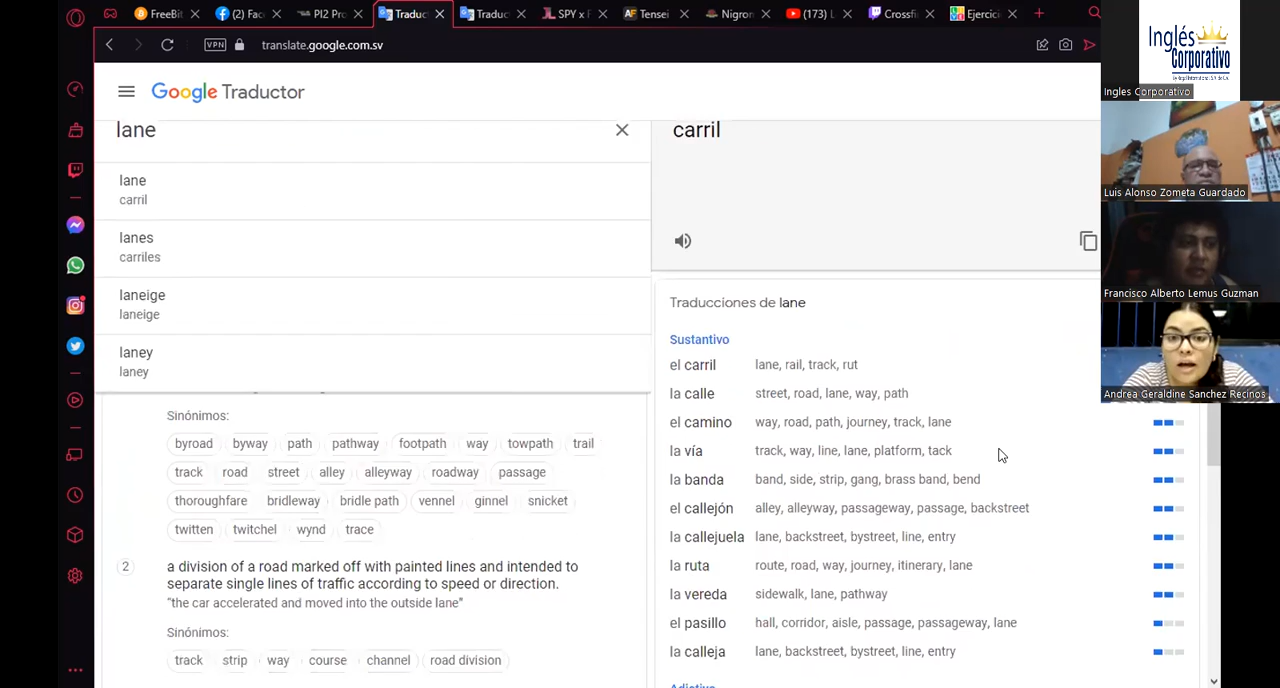 FreeBit
(2) Face
PI2 Pro
Traduc
Traduc
SPY x F
Tensei
Nigron
(173) L
Crossfi
Ejercici
VPN translate.google.com.sv
Google Traductor
lane
carril
lane
carril
lanes
carriles
laneige
laneige
laney
laney
Sinónimos:
byroad byway path pathway footpath way towpath trail
track road street alley alleyway roadway passage
thoroughfare bridleway bridle path vennel ginnel snicket
twitten twitchel wynd trace
2 a division of a road marked off with painted lines and intended to
separate single lines of traffic according to speed or direction.
"the car accelerated and moved into the outside lane"
Sinónimos:
track strip way course channel road division
Traducciones de lane
Sustantivo
el carril lane, rail, track, rut
la calle street, road, lane, way, path
el camino way, road, path, journey, track, lane
la vía track, way, line, lane, platform, tack
la banda band, side, strip, gang, brass band, bend
el callejón alley, alleyway, passageway, passage, backstreet
la callejuela lane, backstreet, bystreet, line, entry
la ruta route, road, way, journey, itinerary, lane
la vereda sidewalk, lane, pathway
el pasillo hall, corridor, aisle, passage, passageway, lane
la calleja lane, backstreet, bystreet, line, entry
Adjetivo
Inglés
Corporativo
Ingles Corporativo
Luis Alonso Zometa Guardado
Francisco Alberto Lemus Guzman
Andrea Geraldine Sanchez Recinos